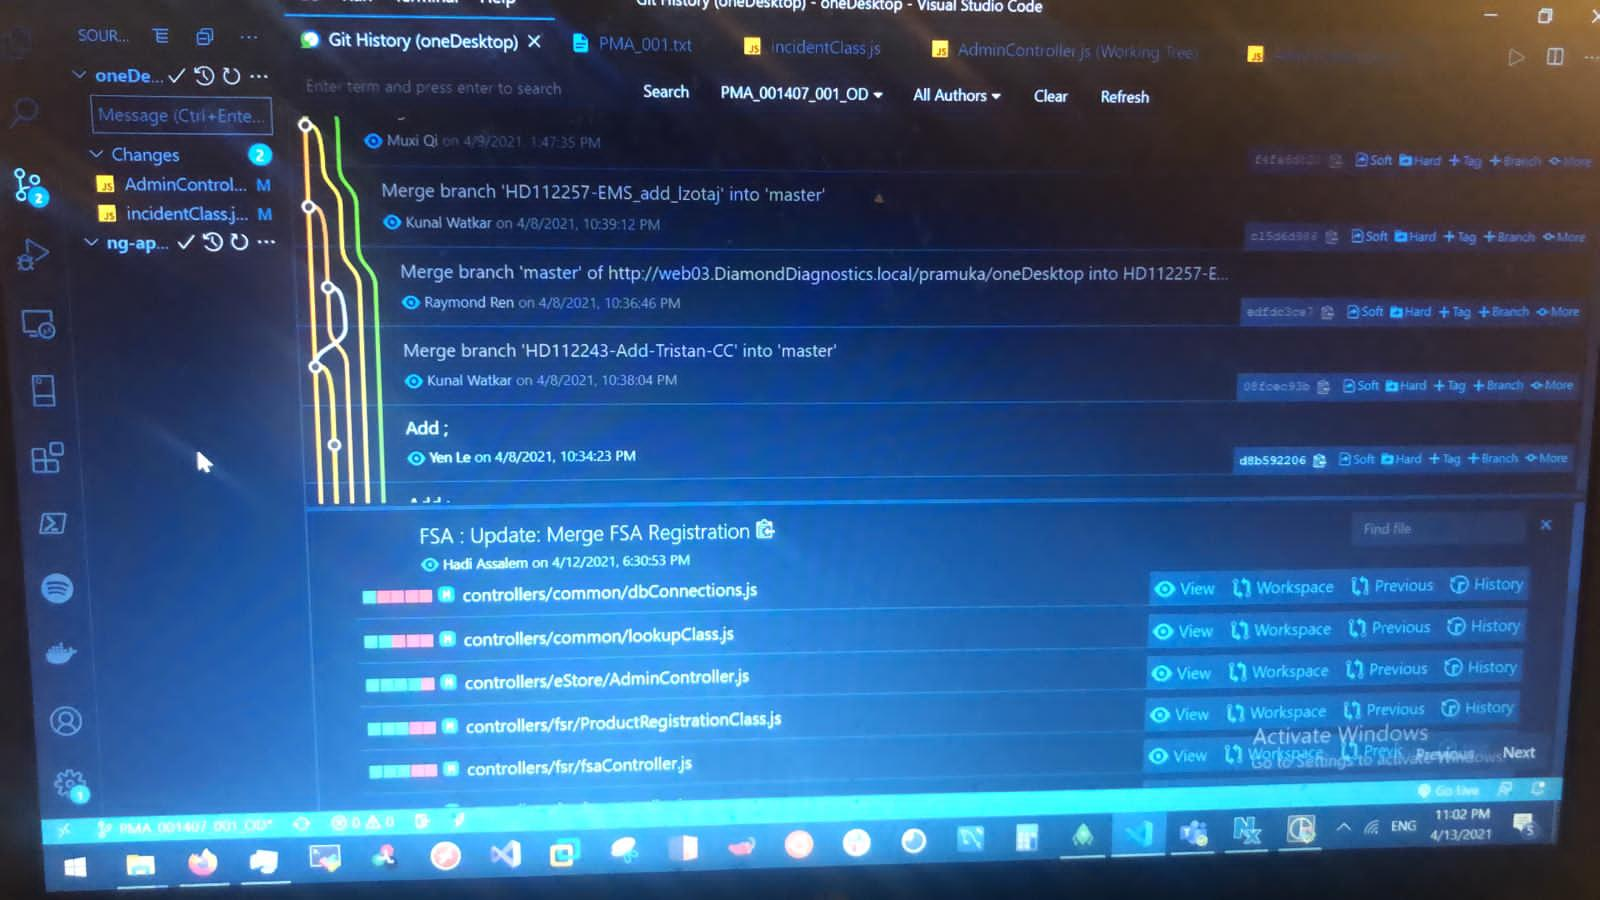 Git History (oneDesktop) - oneDesktop - Visual Studio Code
SOUR...
Git History (oneDesktop)
PMA_001.txt
incidentClass.js
AdminController.js (Working Tree)
oneDe...
Enter term and press enter to search
Search
PMA_001407_001_OD
All Authors
Clear
Refresh
Message (Ctrl+Ente...
Muxi Qi on 4/9/2021, 1:47:35 PM
Soft Hard +Tag +Branch More
Changes 2
AdminControl... M
incidentClass.j... M
ng-ap...
2
Merge branch 'HD112257-EMS_add_lzotaj' into 'master'
Kunal Watkar on 4/8/2021, 10:39:12 PM
c15d6d986 Soft Hard +Tag +Branch More
Merge branch 'master' of http://web03.DiamondDiagnostics.local/pramuka/oneDesktop into HD112257-E...
Raymond Ren on 4/8/2021, 10:36:46 PM
edfdc3ce7 Soft Hard +Tag +Branch More
Merge branch 'HD112243-Add-Tristan-CC' into 'master'
Kunal Watkar on 4/8/2021, 10:38:04 PM
08fcec93b Soft Hard +Tag +Branch More
Add ;
Yen Le on 4/8/2021, 10:34:23 PM
d8b592206 Soft Hard +Tag +Branch More
FSA : Update: Merge FSA Registration
Find file
Hadi Assalem on 4/12/2021, 6:30:53 PM
M controllers/common/dbConnections.js View Workspace Previous History
M controllers/common/lookupClass.js View Workspace Previous History
M controllers/eStore/AdminController.js View Workspace Previous History
M controllers/fsr/ProductRegistrationClass.js View Workspace Previous History
M controllers/fsr/fsaController.js View Workspace
Activate Windows
Go to Settings to activate Windows.
Previous Next
1
PMA_001407_001_OD* 0 0
Go Live
ENG
11:02 PM
4/13/2021
5